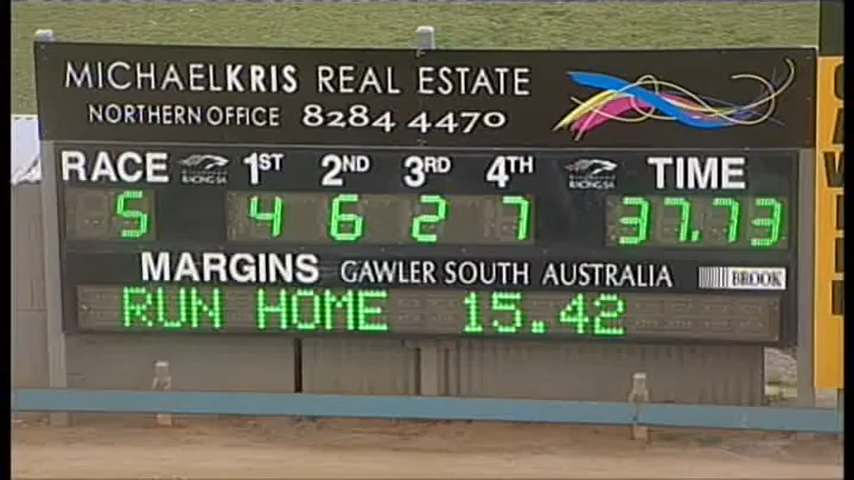 MICHAELKRIS REAL ESTATE
NORTHERN OFFICE 8284 4470
RACE 1ST 2ND 3RD 4TH TIME
5 4 6 2 7 37.73
MARGINS GAWLER SOUTH AUSTRALIA BROOK
RUN HOME 15.42